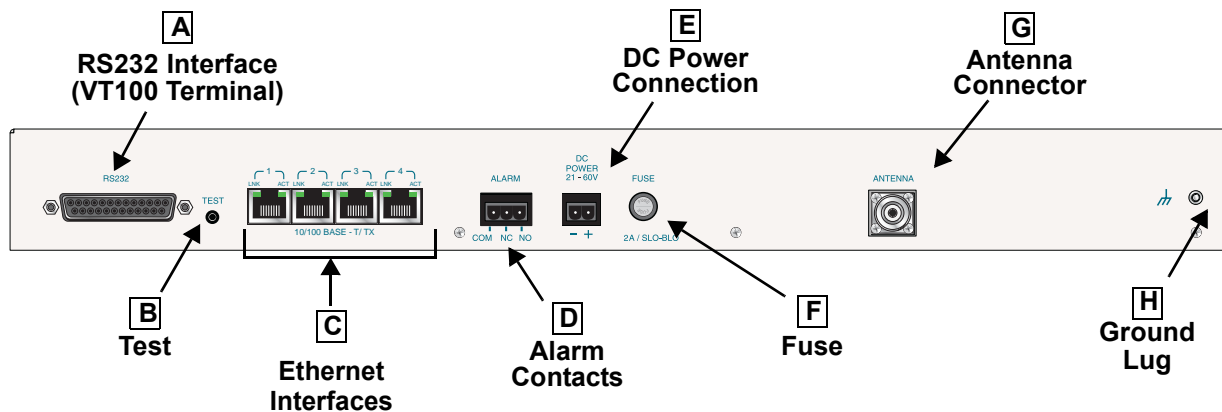 A
RS232 Interface
(VT100 Terminal)
E
DC Power
Connection
G
Antenna
Connector
RS232
TEST
1 2 3 4
LNK ACT LNK ACT LNK ACT LNK ACT
10/100 BASE - T/ TX
ALARM
COM NC NO
DC
POWER
21 - 60V
- +
FUSE
2A / SLO-BLO
ANTENNA
B
Test
C
Ethernet
Interfaces
D
Alarm
Contacts
F
Fuse
H
Ground
Lug